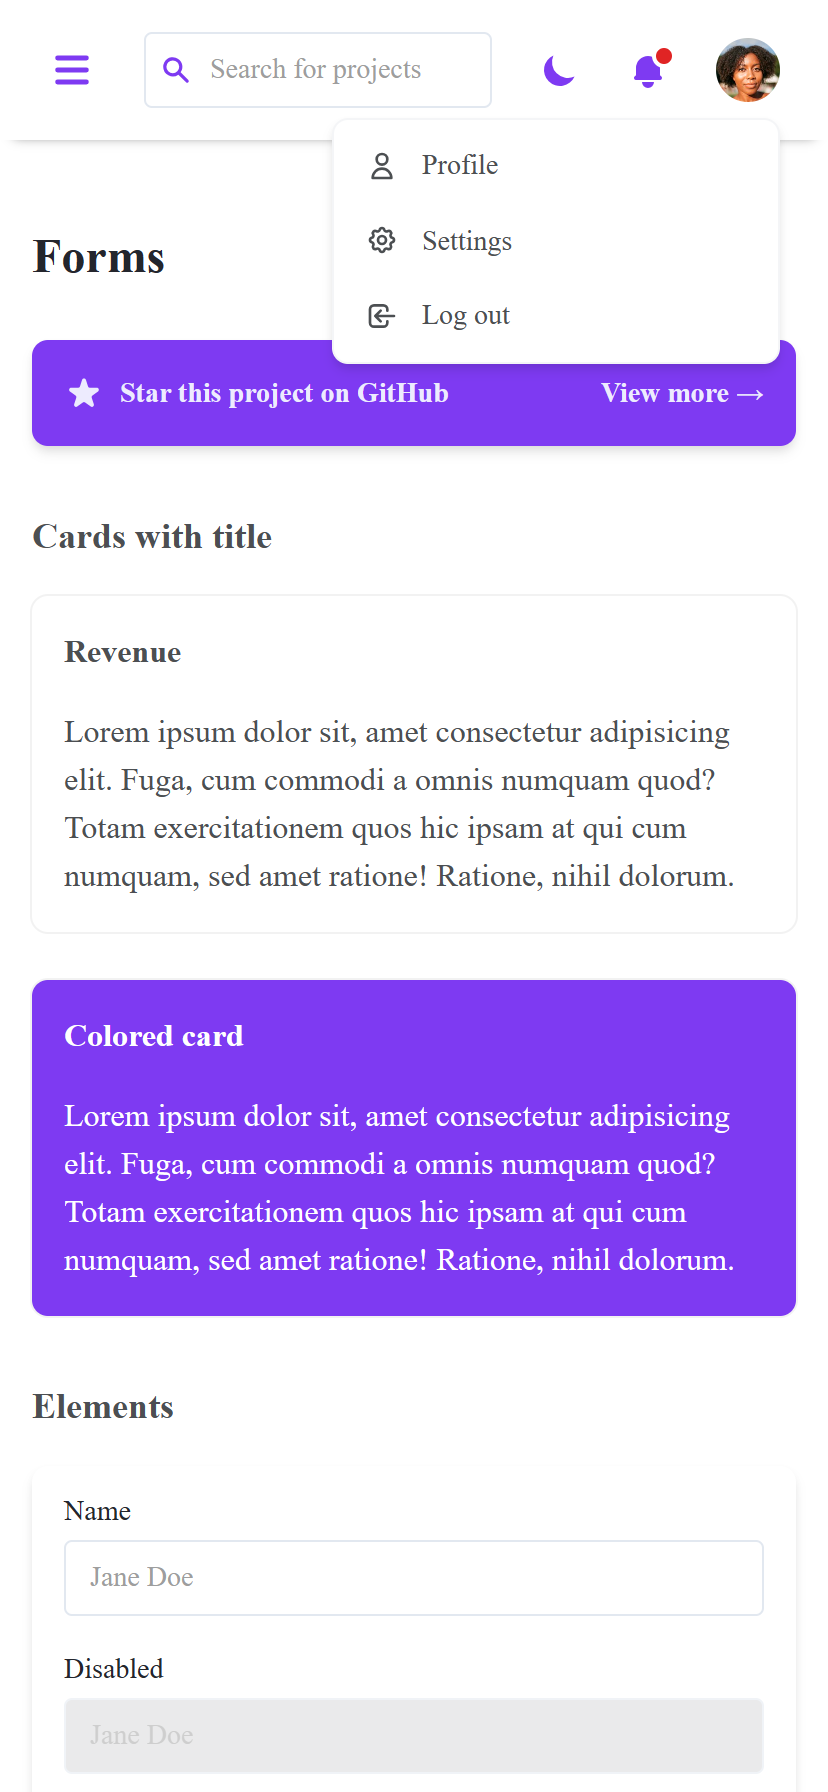 Search for projects
Profile
Settings
Log out
Forms
Star this project on GitHub
View more →
Cards with title
Revenue
Lorem ipsum dolor sit, amet consectetur adipisicing
elit. Fuga, cum commodi a omnis numquam quod?
Totam exercitationem quos hic ipsam at qui cum
numquam, sed amet ratione! Ratione, nihil dolorum.
Colored card
Lorem ipsum dolor sit, amet consectetur adipisicing
elit. Fuga, cum commodi a omnis numquam quod?
Totam exercitationem quos hic ipsam at qui cum
numquam, sed amet ratione! Ratione, nihil dolorum.
Elements
Name
Jane Doe
Disabled
Jane Doe